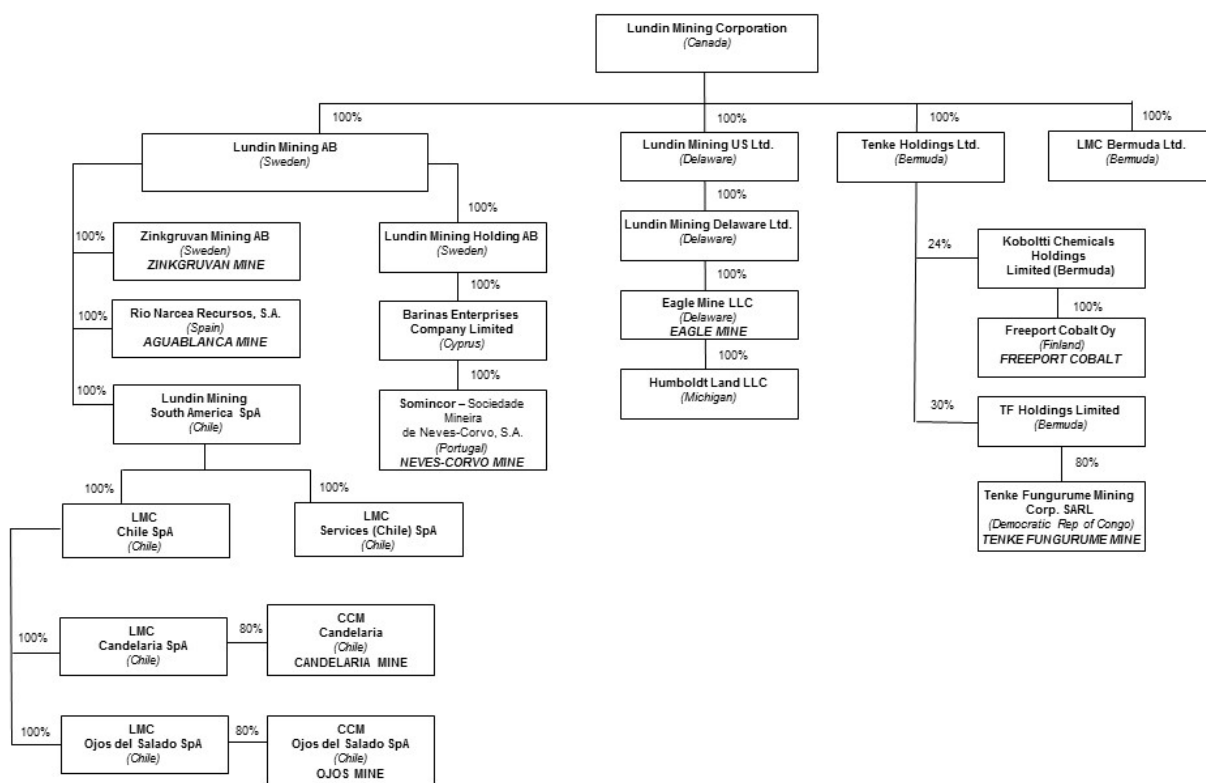 Lundin Mining Corporation
(Canada)
100%
100%
100%
100%
Lundin Mining AB
(Sweden)
Lundin Mining US Ltd.
(Delaware)
Tenke Holdings Ltd.
(Bermuda)
LMC Bermuda Ltd.
(Bermuda)
100%
Zinkgruvan Mining AB
(Sweden)
ZINKGRUVAN MINE
100%
Lundin Mining Holding AB
(Sweden)
100%
Lundin Mining Delaware Ltd.
(Delaware)
24%
Koboltti Chemicals
Holdings
Limited (Bermuda)
100%
Rio Narcea Recursos, S.A.
(Spain)
AGUABLANCA MINE
100%
Barinas Enterprises
Company Limited
(Cyprus)
100%
Eagle Mine LLC
(Delaware)
EAGLE MINE
100%
Freeport Cobalt Oy
(Finland)
FREEPORT COBALT
100%
Lundin Mining
South America SpA
(Chile)
100%
Somincor – Sociedade
Mineira
de Neves-Corvo, S.A.
(Portugal)
NEVES-CORVO MINE
100%
Humboldt Land LLC
(Michigan)
30%
TF Holdings Limited
(Bermuda)
80%
Tenke Fungurume Mining
Corp. SARL
(Democratic Rep of Congo)
TENKE FUNGURUME MINE
100%
100%
LMC
Chile SpA
(Chile)
LMC
Services (Chile) SpA
(Chile)
100%
LMC
Candelaria SpA
(Chile)
80%
CCM
Candelaria
(Chile)
CANDELARIA MINE
100%
LMC
Ojos del Salado SpA
(Chile)
80%
CCM
Ojos del Salado SpA
(Chile)
OJOS MINE